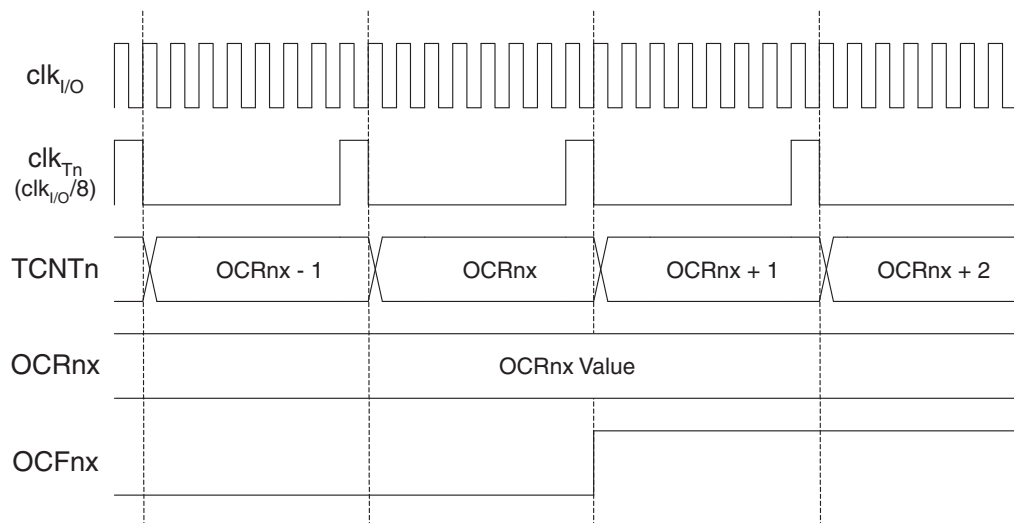 clkI/O
clkTn
(clkI/O/8)
TCNTn
OCRnx - 1
OCRnx
OCRnx + 1
OCRnx + 2
OCRnx
OCRnx Value
OCFnx